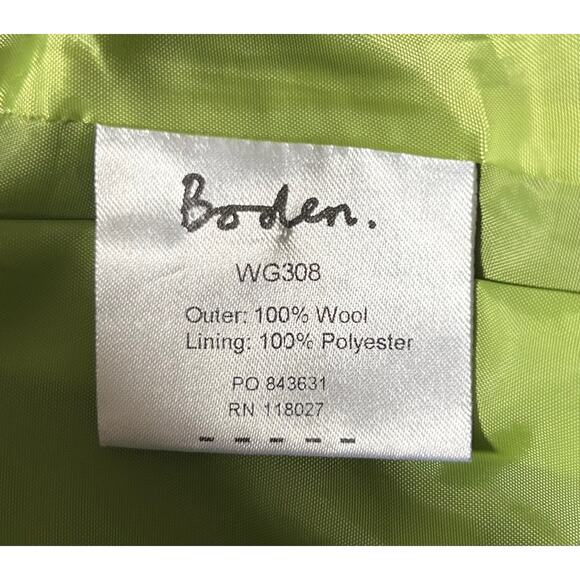 Boden.
WG308
Outer: 100% Wool
Lining: 100% Polyester
PO 843631
RN 118027